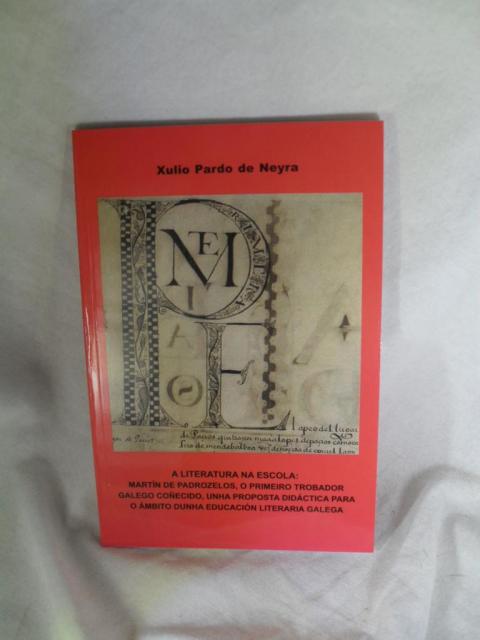 Xulio Pardo de Neyra
ME
A LITERATURA NA ESCOLA:
MARTÍN DE PADROZELOS, O PRIMEIRO TROBADOR
GALEGO COÑECIDO, UNHA PROPOSTA DIDÁCTICA PARA
O ÁMBITO DUNHA EDUCACIÓN LITERARIA GALEGA